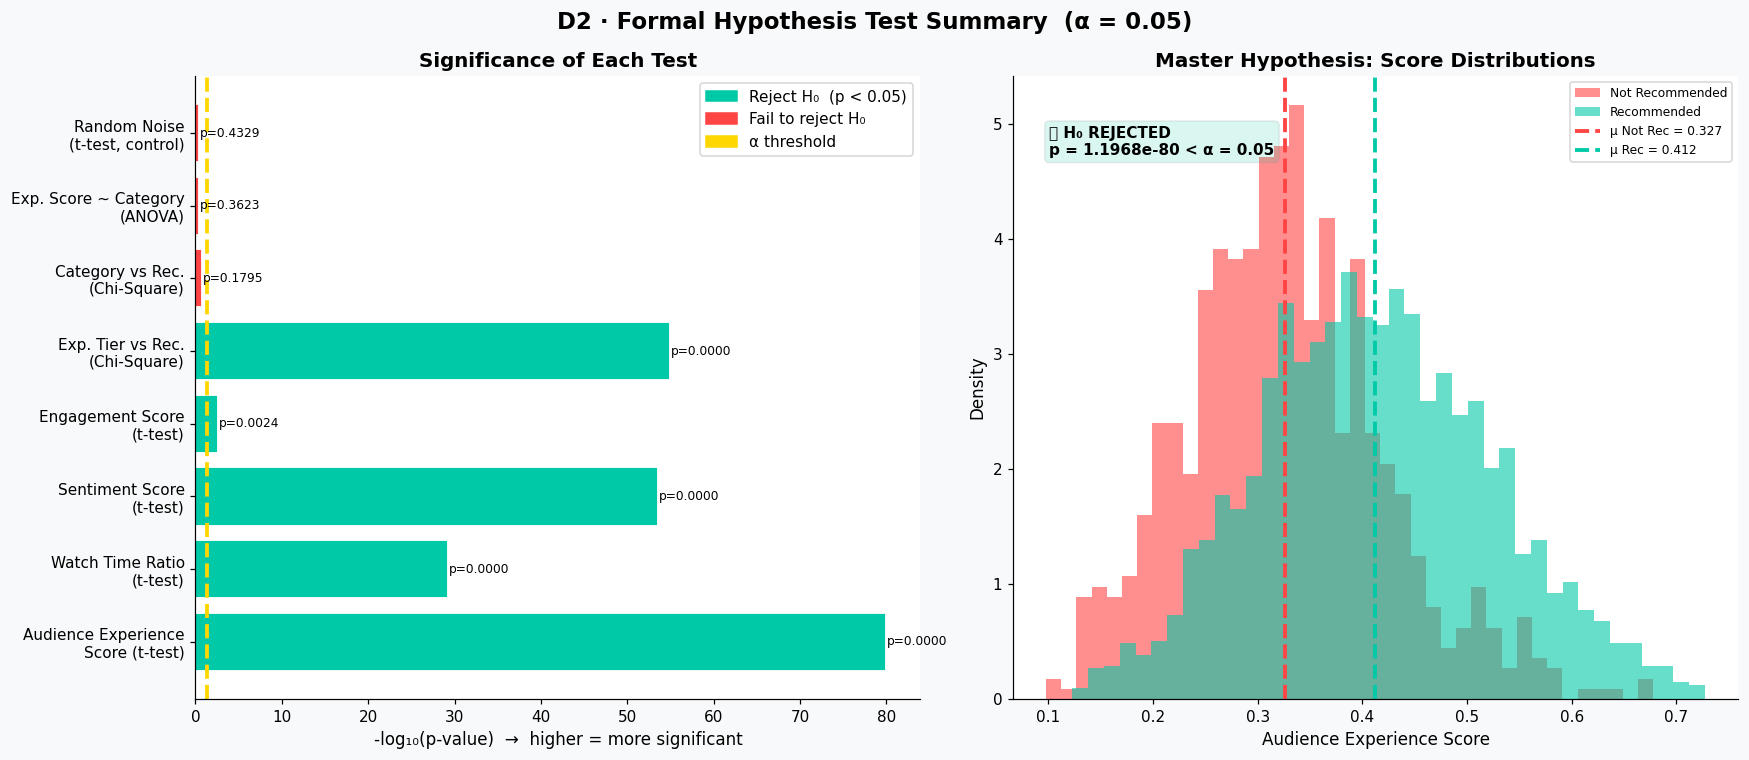 D2 · Formal Hypothesis Test Summary  (α = 0.05)
Significance of Each Test
Reject H₀  (p < 0.05)
Fail to reject H₀
α threshold
Random Noise
(t-test, control)
p=0.4329
Exp. Score ~ Category
(ANOVA)
p=0.3623
Category vs Rec.
(Chi-Square)
p=0.1795
Exp. Tier vs Rec.
(Chi-Square)
p=0.0000
Engagement Score
(t-test)
p=0.0024
Sentiment Score
(t-test)
p=0.0000
Watch Time Ratio
(t-test)
p=0.0000
Audience Experience
Score (t-test)
p=0.0000
0 10 20 30 40 50 60 70 80
-log₁₀(p-value)  →  higher = more significant
Master Hypothesis: Score Distributions
Not Recommended
Recommended
μ Not Rec = 0.327
μ Rec = 0.412
H₀ REJECTED
p = 1.1968e-80 < α = 0.05
Density
5
4
3
2
1
0
0.1 0.2 0.3 0.4 0.5 0.6 0.7
Audience Experience Score